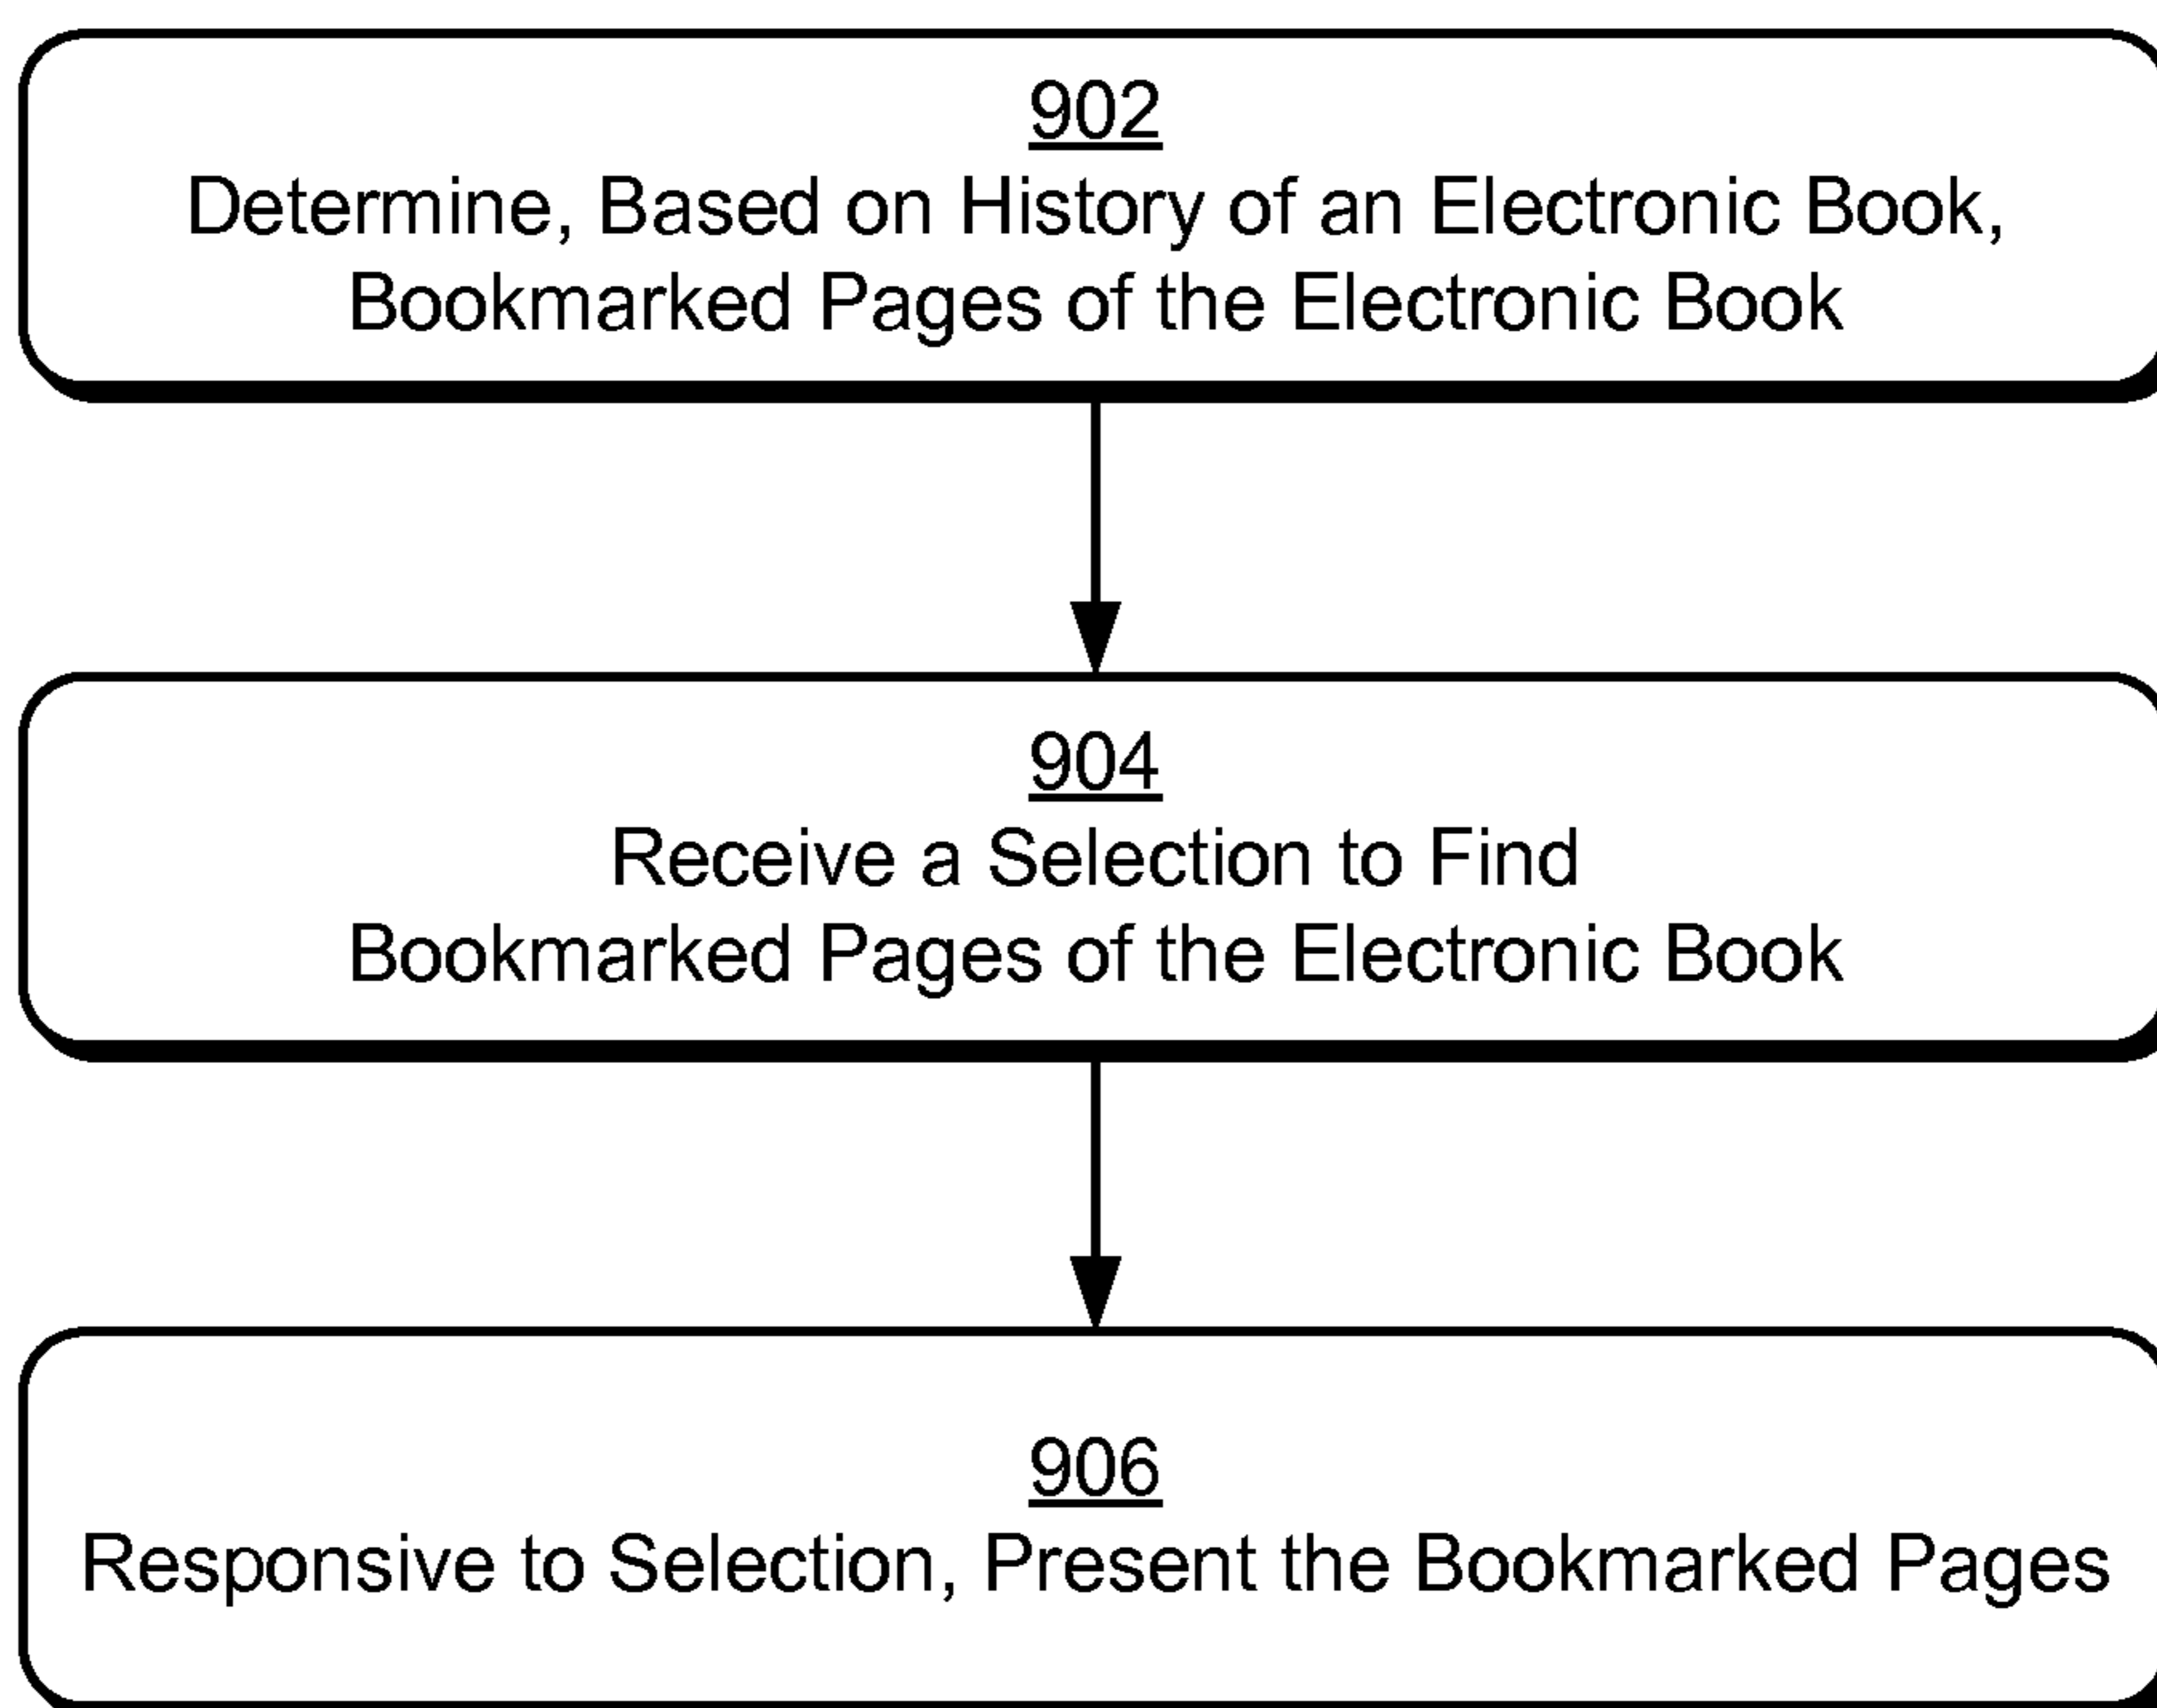 902
Determine, Based on History of an Electronic Book,
Bookmarked Pages of the Electronic Book
904
Receive a Selection to Find
Bookmarked Pages of the Electronic Book
906
Responsive to Selection, Present the Bookmarked Pages